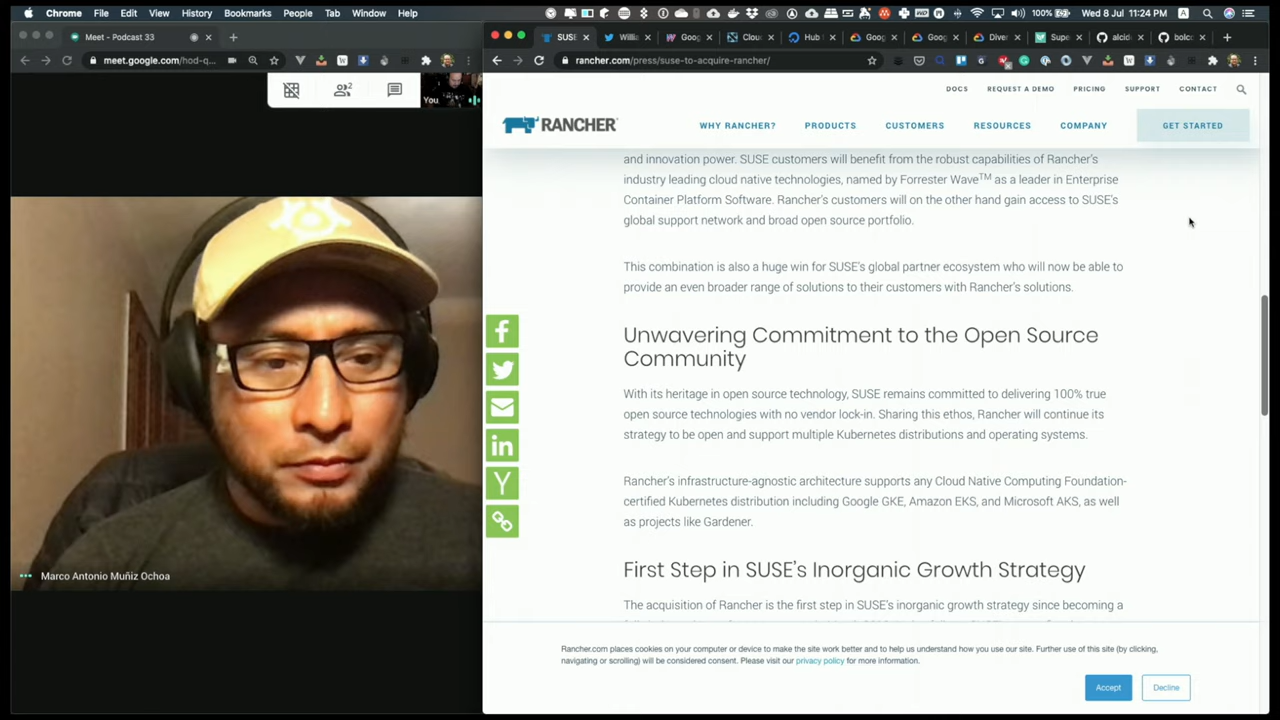 Chrome File Edit View History Bookmarks People Tab Window Help
100% Wed 8 Jul 11:24 PM
Meet - Podcast 33
SUSE
Willia
Goog
Clou
Hub
Goog
Goog
Diver
Supe
alcid
bolco
meet.google.com/hod-q
rancher.com/press/suse-to-acquire-rancher/
2
You
DOCS REQUEST A DEMO PRICING SUPPORT CONTACT
RANCHER
WHY RANCHER? PRODUCTS CUSTOMERS RESOURCES COMPANY GET STARTED
and innovation power. SUSE customers will benefit from the robust capabilities of Rancher's
industry leading cloud native technologies, named by Forrester Wave™ as a leader in Enterprise
Container Platform Software. Rancher's customers will on the other hand gain access to SUSE's
global support network and broad open source portfolio.
This combination is also a huge win for SUSE's global partner ecosystem who will now be able to
provide an even broader range of solutions to their customers with Rancher's solutions.
Unwavering Commitment to the Open Source
Community
With its heritage in open source technology, SUSE remains committed to delivering 100% true
open source technologies with no vendor lock-in. Sharing this ethos, Rancher will continue its
strategy to be open and support multiple Kubernetes distributions and operating systems.
Rancher's infrastructure-agnostic architecture supports any Cloud Native Computing Foundation-
certified Kubernetes distribution including Google GKE, Amazon EKS, and Microsoft AKS, as well
as projects like Gardener.
First Step in SUSE's Inorganic Growth Strategy
The acquisition of Rancher is the first step in SUSE's inorganic growth strategy since becoming a
Marco Antonio Muñiz Ochoa
Rancher.com places cookies on your computer or device to make the site work better and to help us understand how you use our site. Further use of this site (by clicking,
navigating or scrolling) will be considered consent. Please visit our privacy policy for more information.
Accept Decline